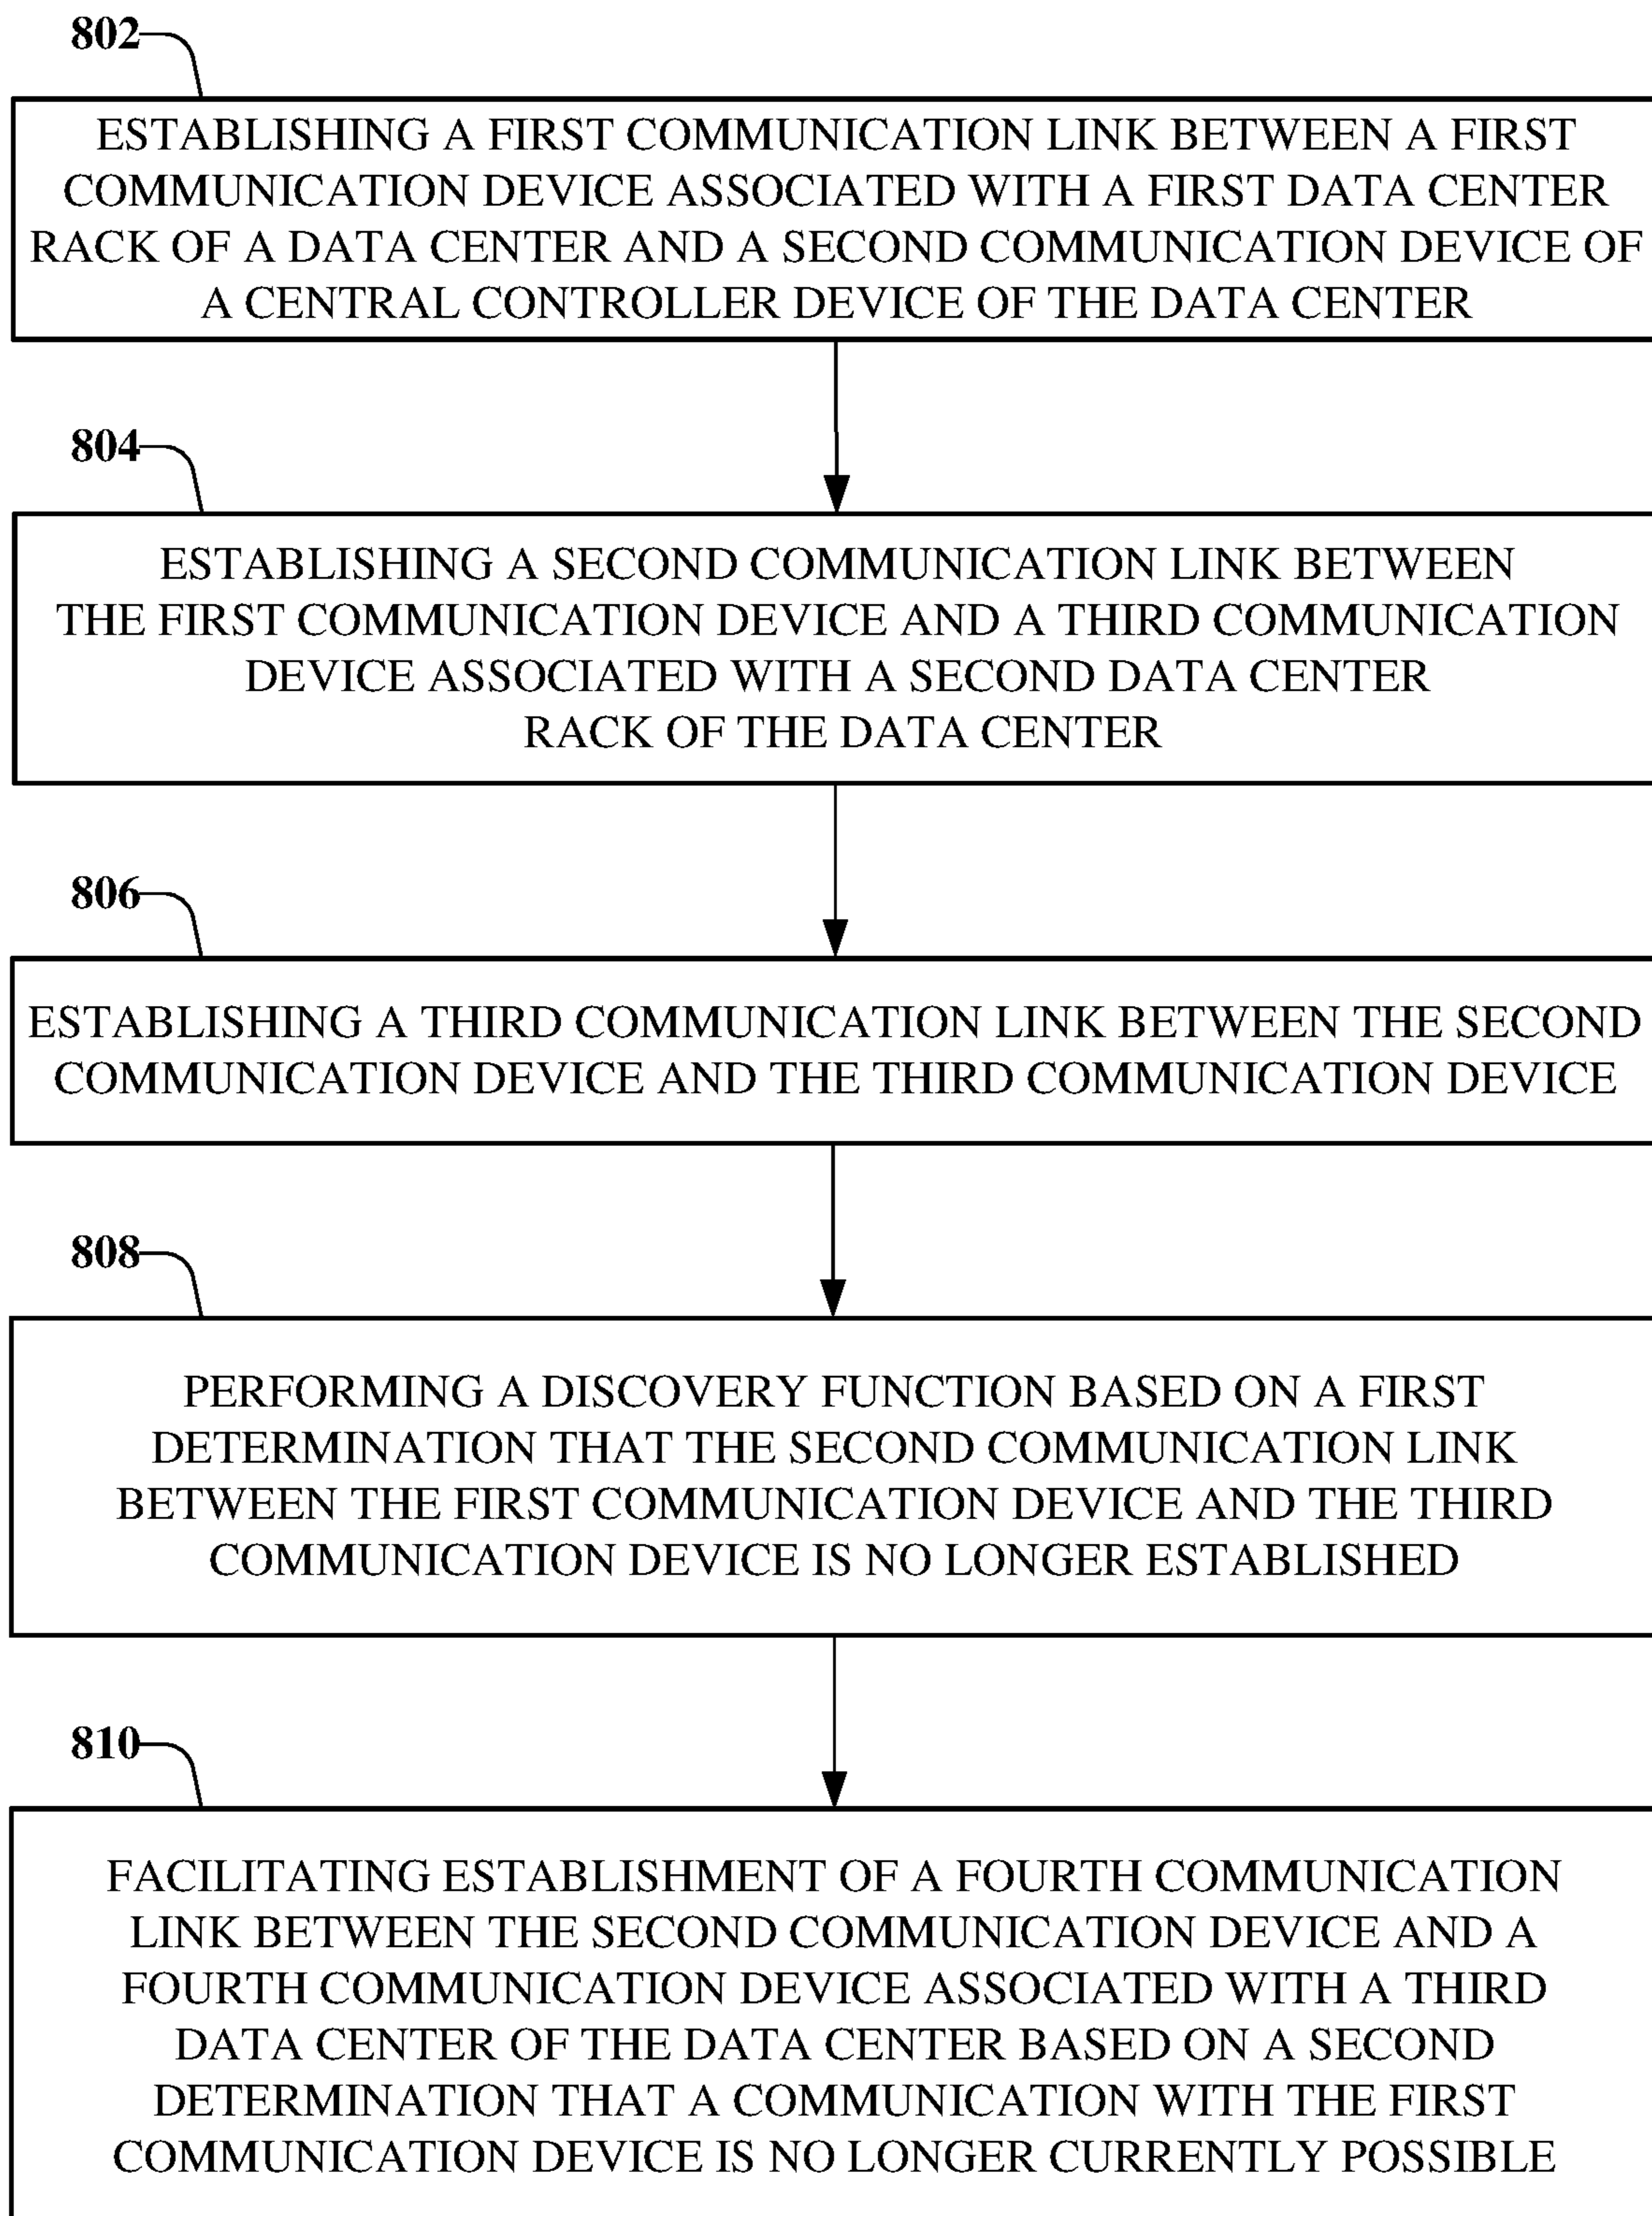 802
ESTABLISHING A FIRST COMMUNICATION LINK BETWEEN A FIRST
COMMUNICATION DEVICE ASSOCIATED WITH A FIRST DATA CENTER
RACK OF A DATA CENTER AND A SECOND COMMUNICATION DEVICE OF
A CENTRAL CONTROLLER DEVICE OF THE DATA CENTER
804
ESTABLISHING A SECOND COMMUNICATION LINK BETWEEN
THE FIRST COMMUNICATION DEVICE AND A THIRD COMMUNICATION
DEVICE ASSOCIATED WITH A SECOND DATA CENTER
RACK OF THE DATA CENTER
806
ESTABLISHING A THIRD COMMUNICATION LINK BETWEEN THE SECOND
COMMUNICATION DEVICE AND THE THIRD COMMUNICATION DEVICE
808
PERFORMING A DISCOVERY FUNCTION BASED ON A FIRST
DETERMINATION THAT THE SECOND COMMUNICATION LINK
BETWEEN THE FIRST COMMUNICATION DEVICE AND THE THIRD
COMMUNICATION DEVICE IS NO LONGER ESTABLISHED
810
FACILITATING ESTABLISHMENT OF A FOURTH COMMUNICATION
LINK BETWEEN THE SECOND COMMUNICATION DEVICE AND A
FOURTH COMMUNICATION DEVICE ASSOCIATED WITH A THIRD
DATA CENTER OF THE DATA CENTER BASED ON A SECOND
DETERMINATION THAT A COMMUNICATION WITH THE FIRST
COMMUNICATION DEVICE IS NO LONGER CURRENTLY POSSIBLE